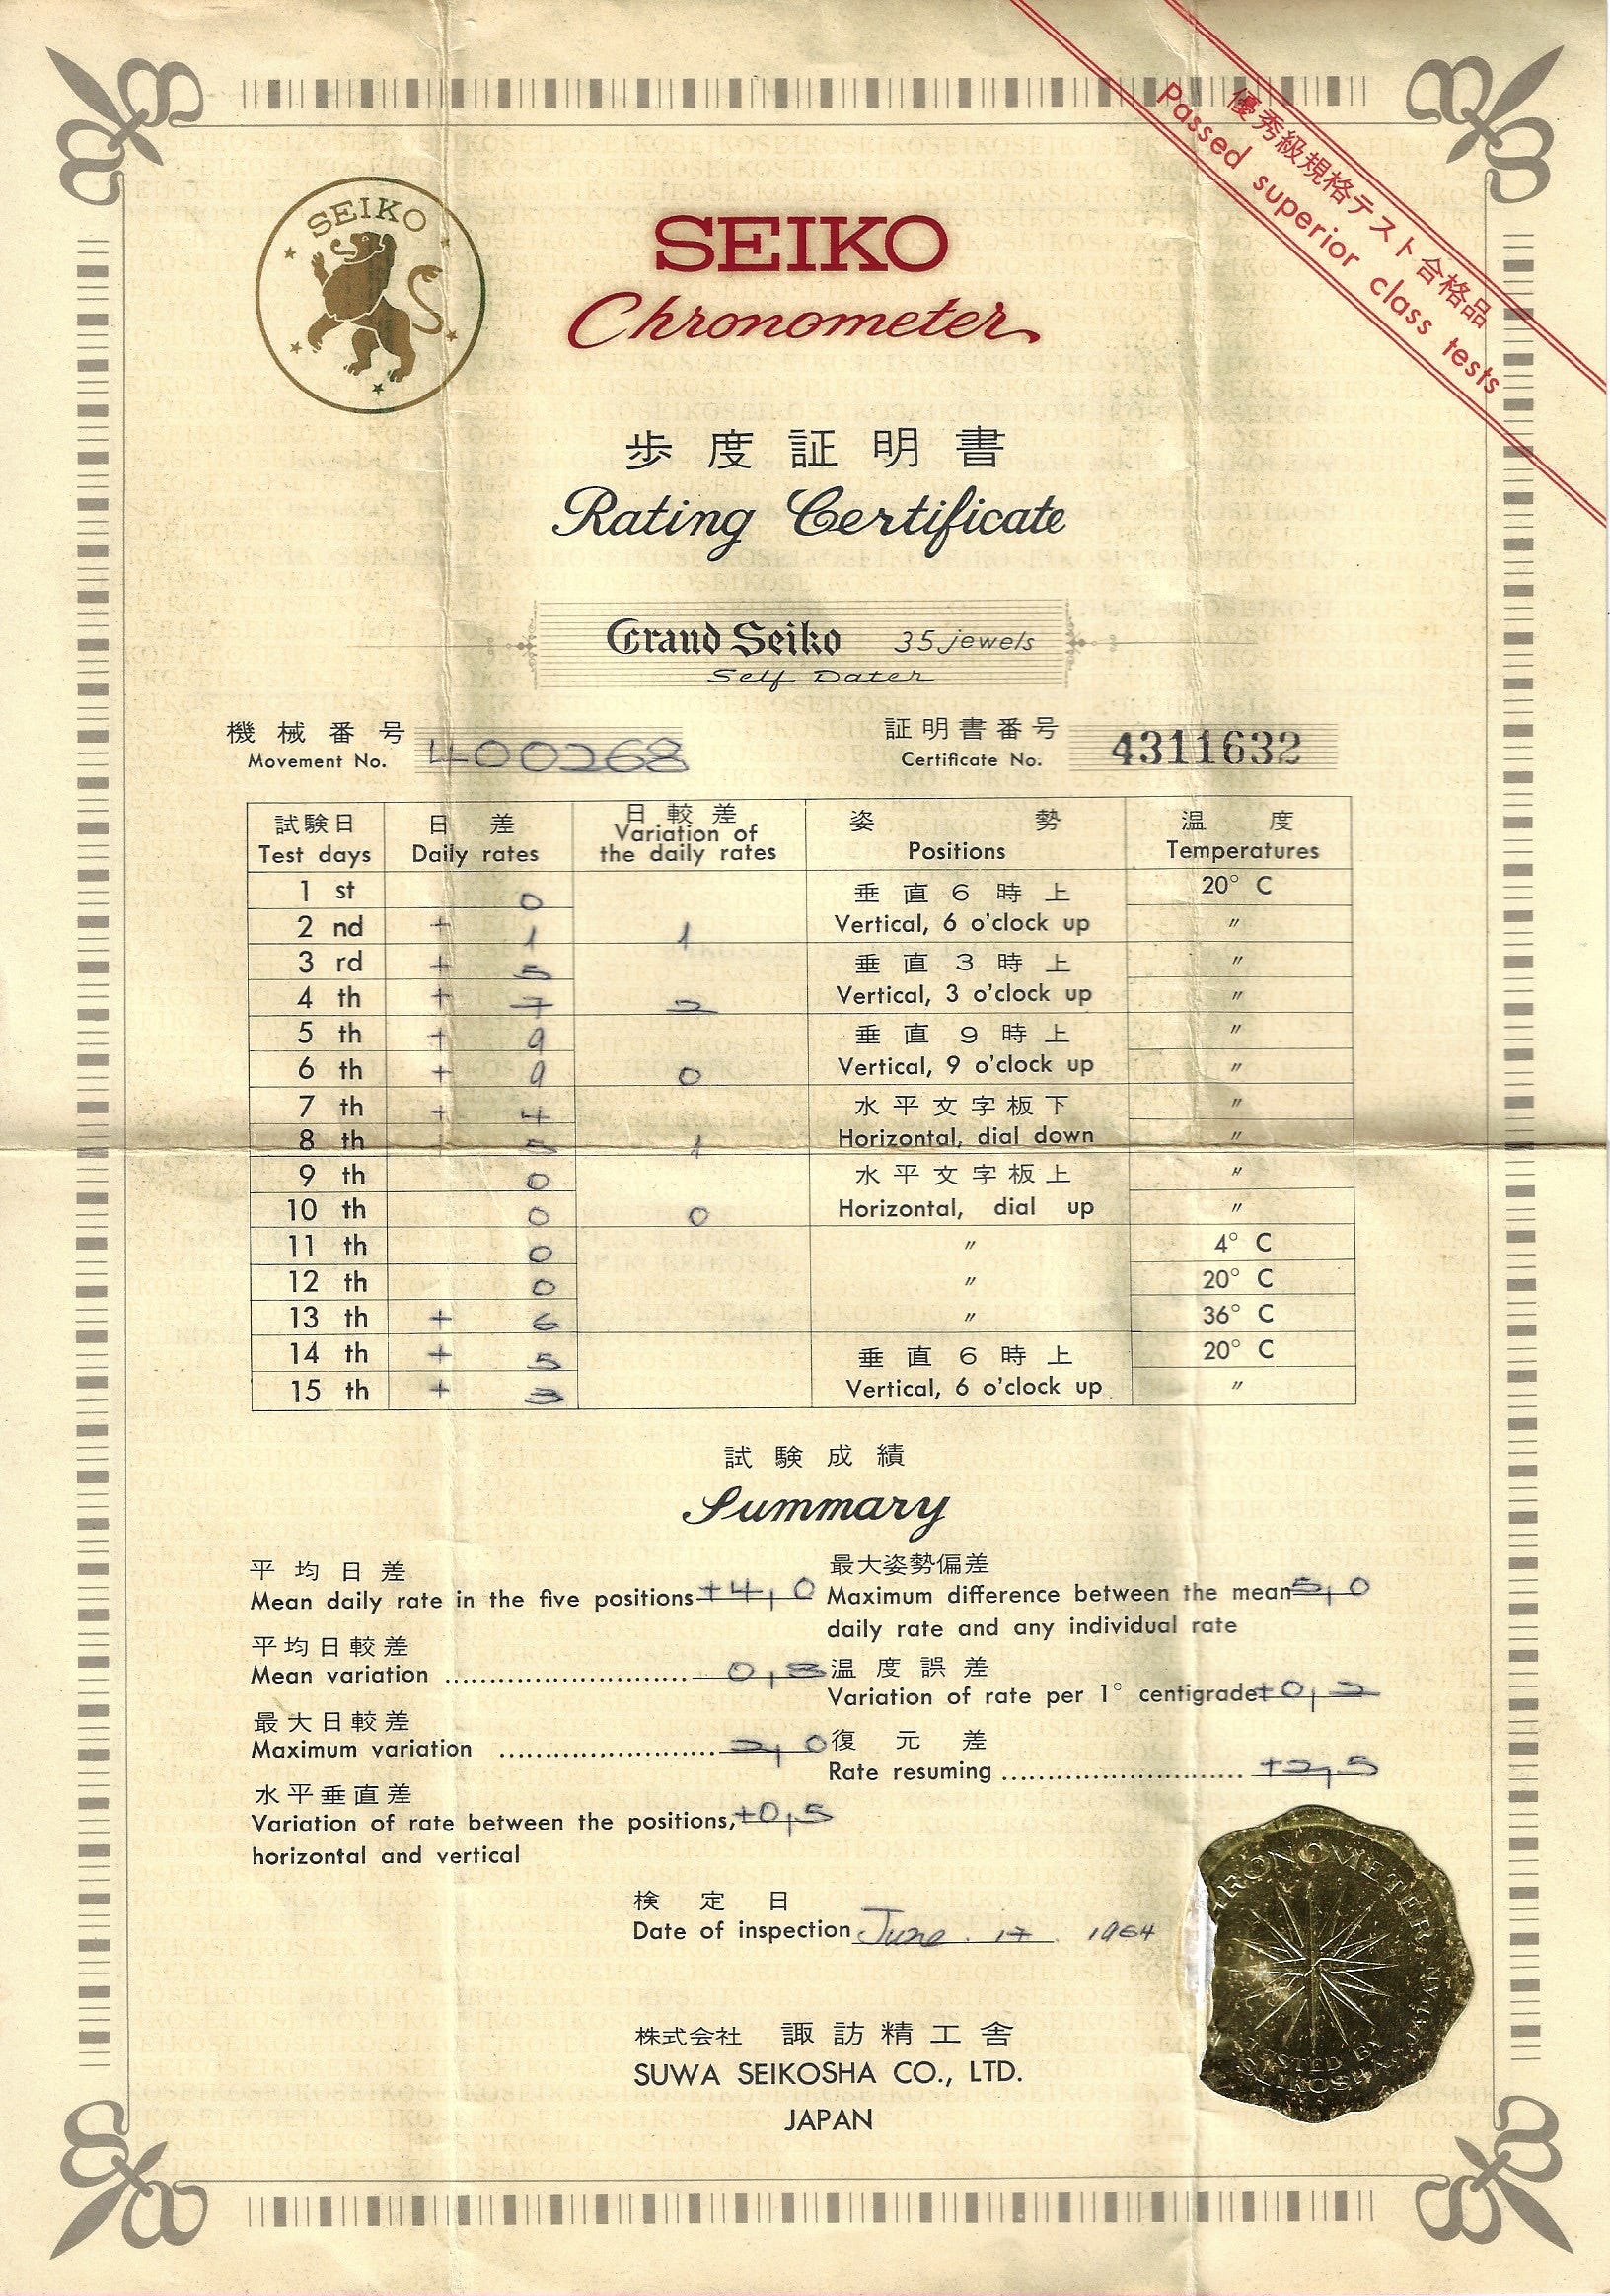 優秀級規格テスト合格品
Passed superior class tests
SEIKO
SEIKO
Chronometer
歩度証明書
Rating Certificate
Grand Seiko 35 jewels
Self Dater
機械番号 証明書番号
Movement No. 400268 Certificate No. 4311632
試験日 日差 日較差 姿勢 温度
Test days Daily rates Variation of the daily rates Positions Temperatures
1 st 0 垂直6時上 20° C
2 nd + 1 1 Vertical, 6 o'clock up 〃
3 rd + 5 垂直3時上 〃
4 th + 7 2 Vertical, 3 o'clock up 〃
5 th + 9 垂直9時上 〃
6 th + 9 0 Vertical, 9 o'clock up 〃
7 th + 4 水平文字板下 〃
8 th + 5 1 Horizontal, dial down 〃
9 th 0 水平文字板上 〃
10 th 0 0 Horizontal, dial up 〃
11 th 0 〃 4° C
12 th 0 〃 20° C
13 th + 6 〃 36° C
14 th + 5 垂直6時上 20° C
15 th + 3 Vertical, 6 o'clock up 〃
試験成績
Summary
平均日差
Mean daily rate in the five positions +4,0
平均日較差
Mean variation ........................... 0,8
最大日較差
Maximum variation ........................ 2,0
水平垂直差
Variation of rate between the positions, +0,5
horizontal and vertical
最大姿勢偏差
Maximum difference between the mean 5,0
daily rate and any individual rate
温度誤差
Variation of rate per 1° centigrade +0,2
復元差
Rate resuming .......................... +2,5
検定日
Date of inspection June . 17 . 1964
株式会社 諏訪精工舎
SUWA SEIKOSHA CO., LTD.
JAPAN